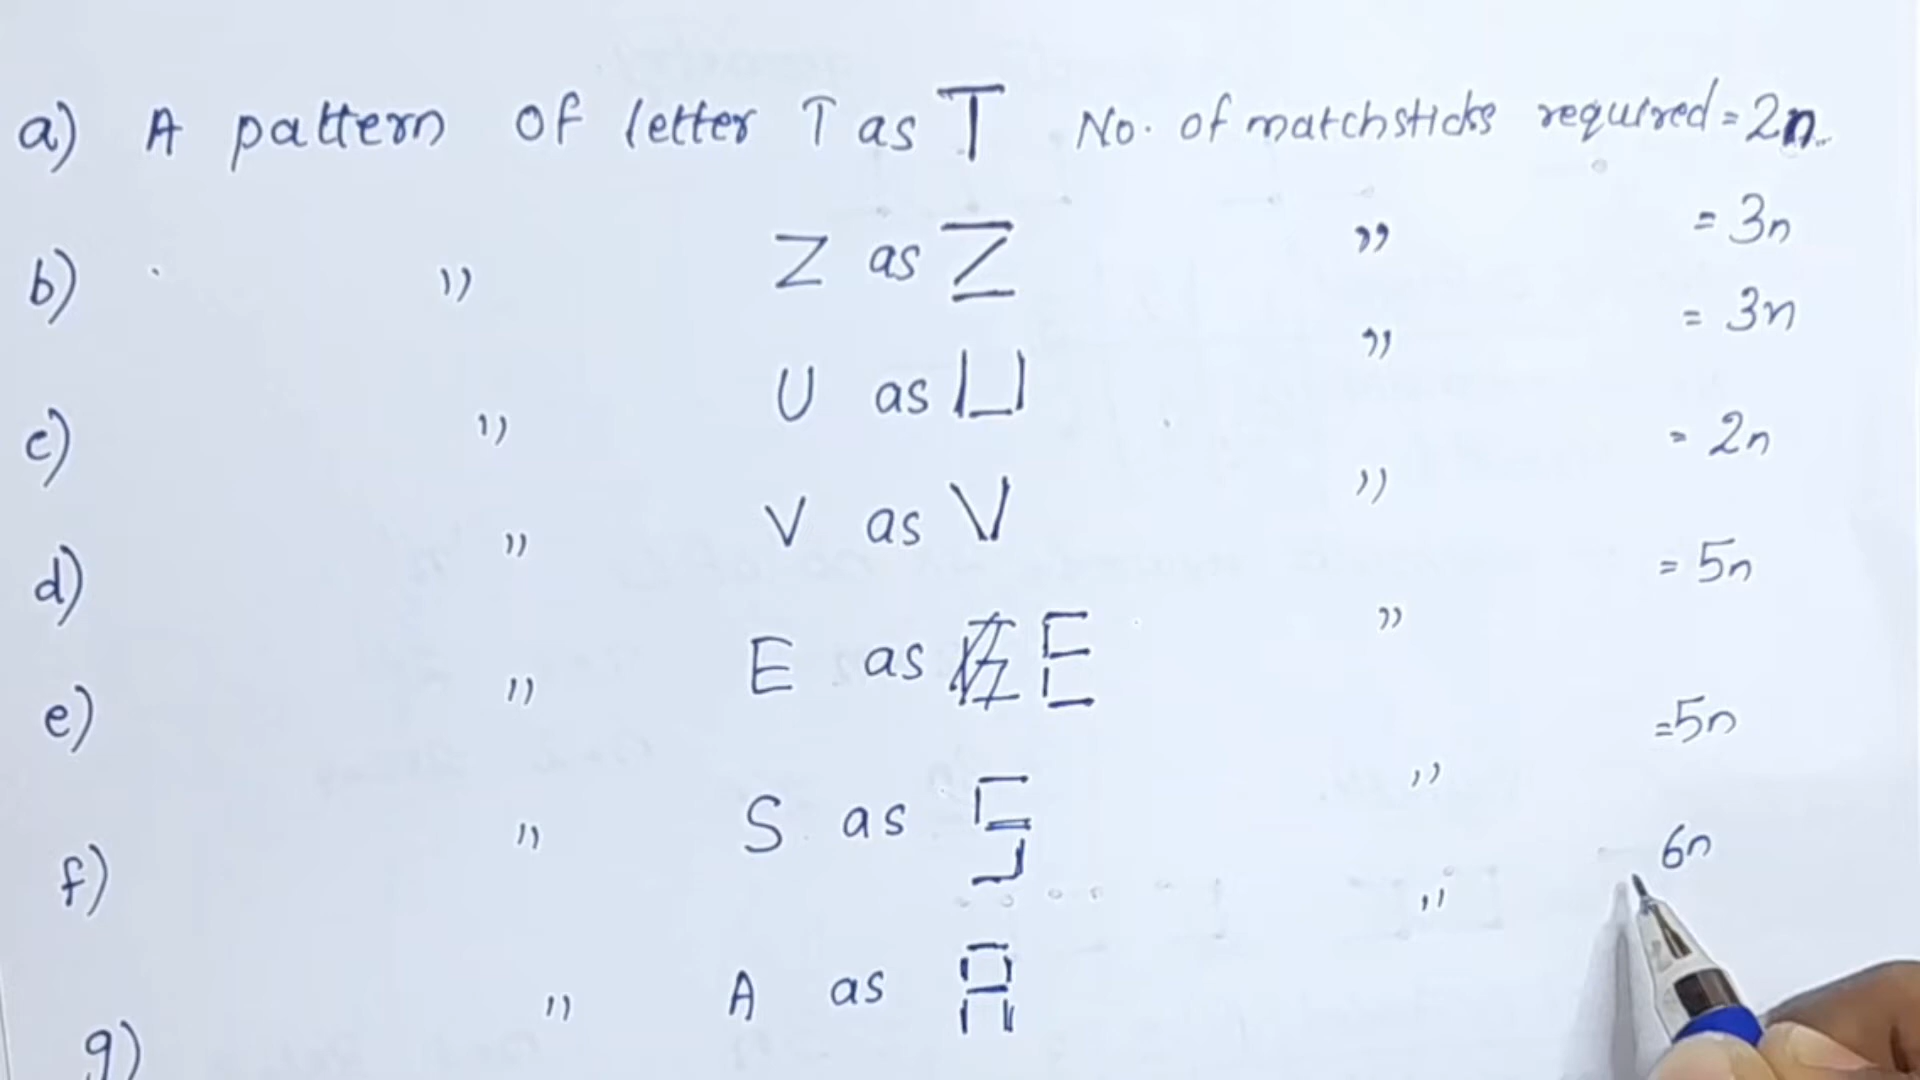 a) A pattern of letter T as T No. of matchsticks required = 2n
b) " Z as Z " = 3n
c) " U as U " = 3n
d) " V as V " = 2n
e) " E as E " = 5n
f) " S as S " = 5n
g) " A as A " 6n